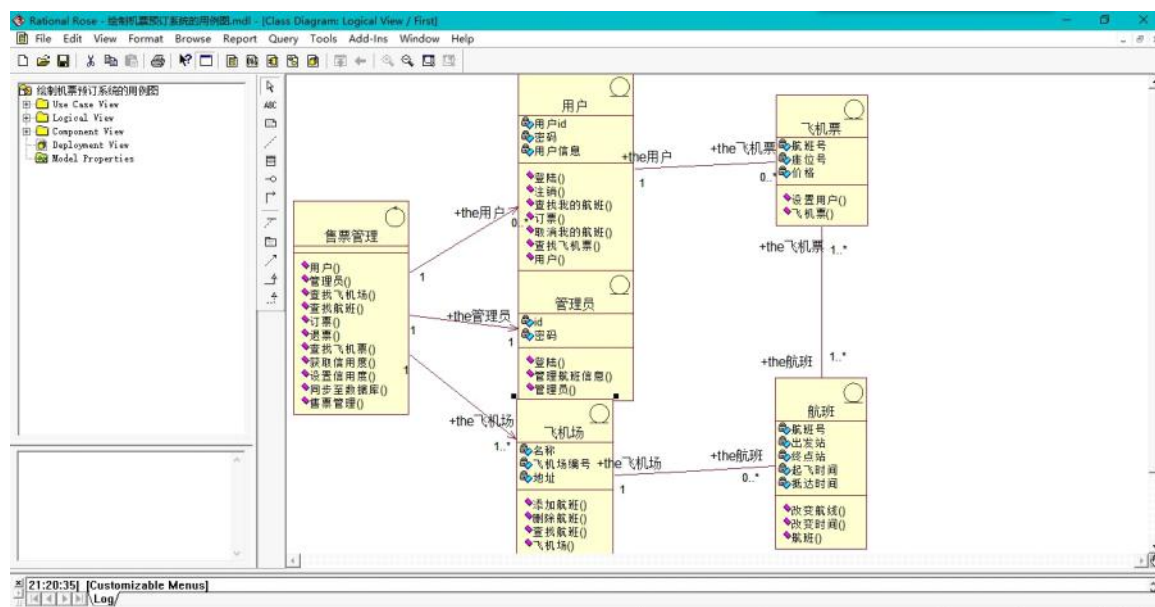 Rational Rose - 绘制机票预订系统的用例图.mdl - [Class Diagram: Logical View / First]
File Edit View Format Browse Report Query Tools Add-Ins Window Help
绘制机票预订系统的用例图
Use Case View
Logical View
Component View
Deployment View
Model Properties
ABC
售票管理
用户()
管理员()
查找飞机场()
查找航班()
订票()
退票()
查找飞机票()
获取信用度()
设置信用度()
同步至数据库()
售票管理()
+the用户
0..*
1
+the管理员
1
1
+the飞机场
1..*
1
用户
用户id
密码
用户信息
登陆()
注销()
查找我的航班()
订票()
取消我的航班()
查找飞机票()
用户()
管理员
id
密码
登陆()
管理航班信息()
管理员()
飞机场
名称
飞机场编号
地址
添加航班()
删除航班()
查找航班()
飞机场()
+the用户
1
+the飞机票
0..*
飞机票
航班号
座位号
价格
设置用户()
飞机票()
+the飞机票
1..*
+the航班
1..*
+the飞机场
1
+the航班
0..*
航班
航班号
出发站
终点站
起飞时间
抵达时间
改变航线()
改变时间()
航班()
21:20:35| [Customizable Menus]
Log